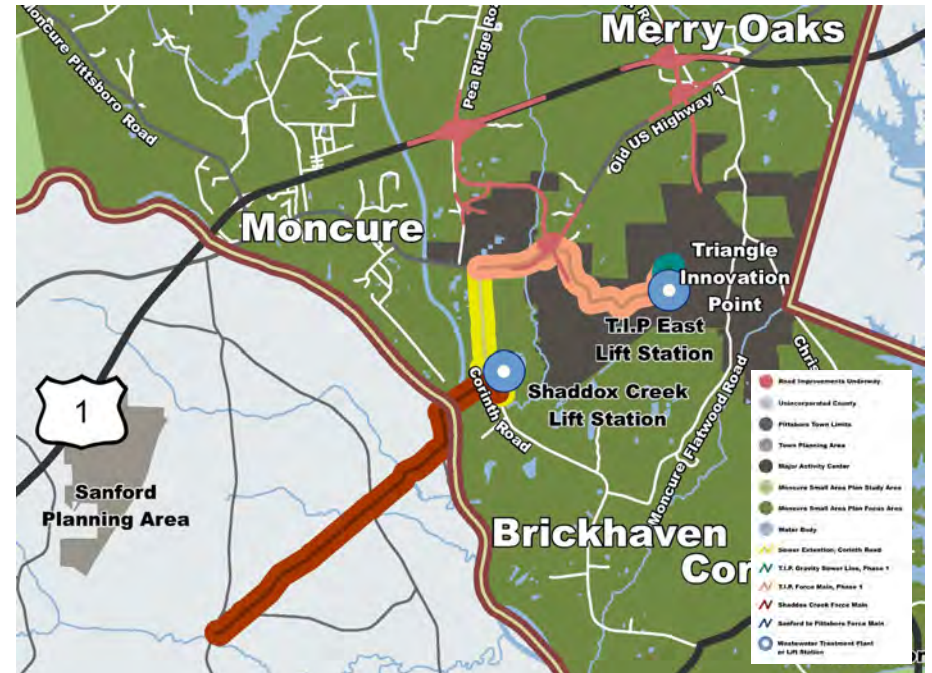 Merry Oaks
Pea Ridge Roa
Moncure Pittsboro Road
Old US Highway 1
Moncure
Triangle
Innovation
Point
T.I.P East
Lift Station
Corinth Road
Shaddox Creek
Lift Station
Chris
Moncure Flatwood Road
1
Sanford
Planning Area
Brickhaven
Cor
Road Improvements Underway
Unincorporated County
Pittsboro Town Limits
Town Planning Area
Major Activity Center
Moncure Small Area Plan Study Area
Moncure Small Area Plan Focus Area
Water Body
Sewer Extention, Corinth Road
T.I.P. Gravity Sewer Line, Phase 1
T.I.P. Force Main, Phase 1
Shaddox Creek Force Main
Sanford to Pittsboro Force Main
Wastewater Treatment Plant
or Lift Station